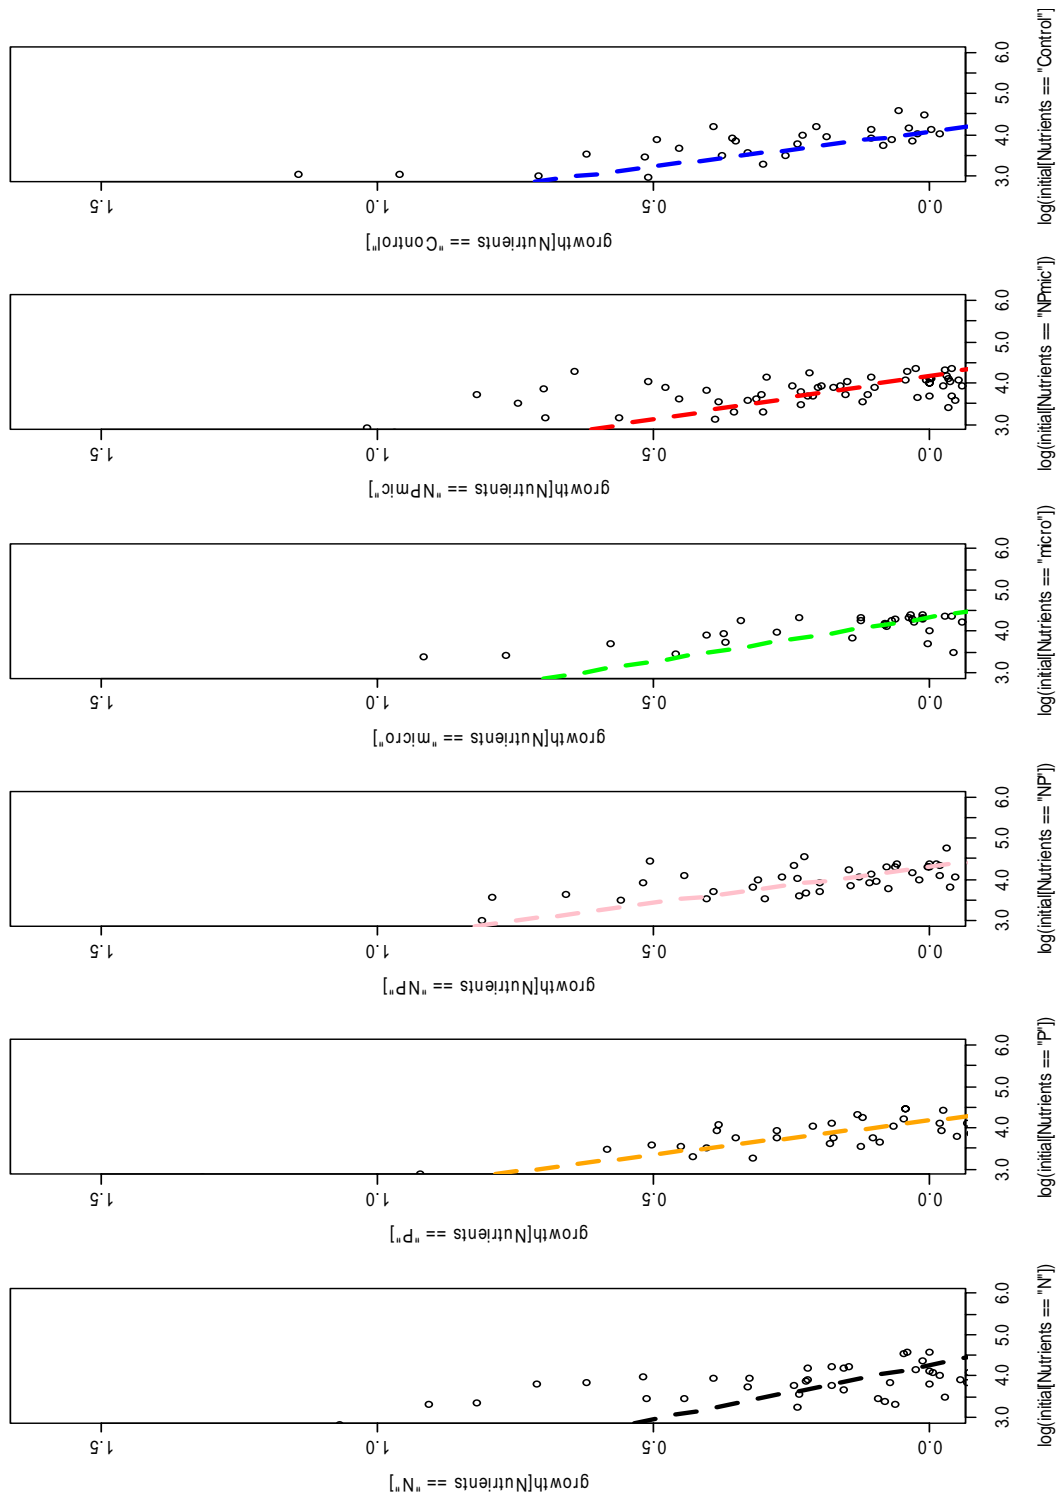 growth[Nutrients == "N"]
1.5
1.0
0.5
0.0
3.0 4.0 5.0 6.0
log(initial[Nutrients == "N"])
growth[Nutrients == "P"]
1.5
1.0
0.5
0.0
3.0 4.0 5.0 6.0
log(initial[Nutrients == "P"])
growth[Nutrients == "NP"]
1.5
1.0
0.5
0.0
3.0 4.0 5.0 6.0
log(initial[Nutrients == "NP"])
growth[Nutrients == "micro"]
1.5
1.0
0.5
0.0
3.0 4.0 5.0 6.0
log(initial[Nutrients == "micro"])
growth[Nutrients == "NPmic"]
1.5
1.0
0.5
0.0
3.0 4.0 5.0 6.0
log(initial[Nutrients == "NPmic"])
growth[Nutrients == "Control"]
1.5
1.0
0.5
0.0
3.0 4.0 5.0 6.0
log(initial[Nutrients == "Control"]